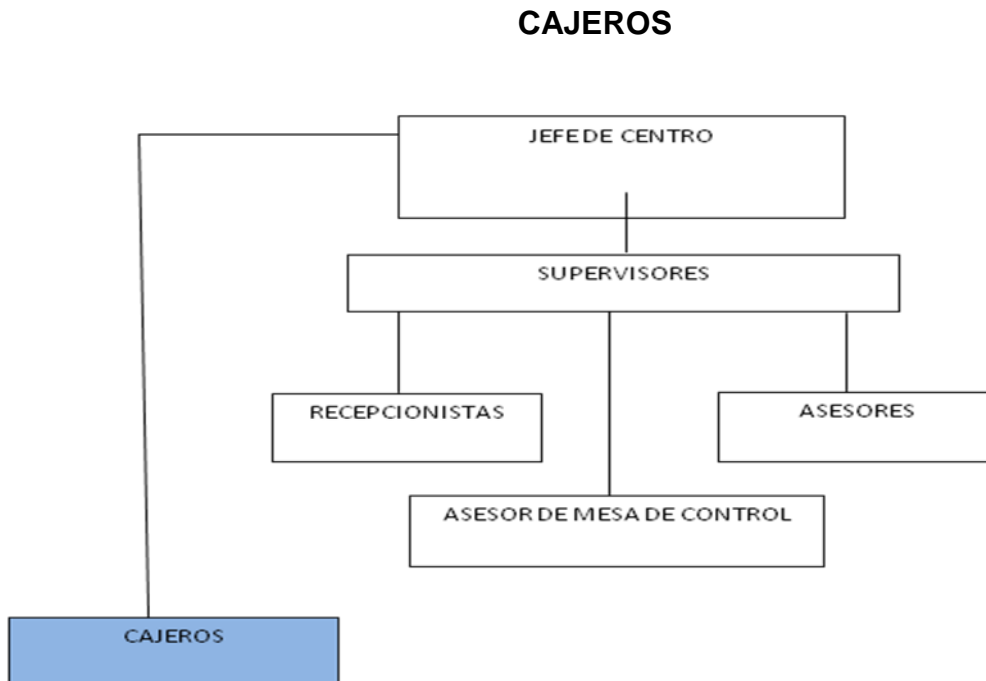 CAJEROS
JEFE DE CENTRO
SUPERVISORES
RECEPCIONISTAS
ASESORES
ASESOR DE MESA DE CONTROL
CAJEROS